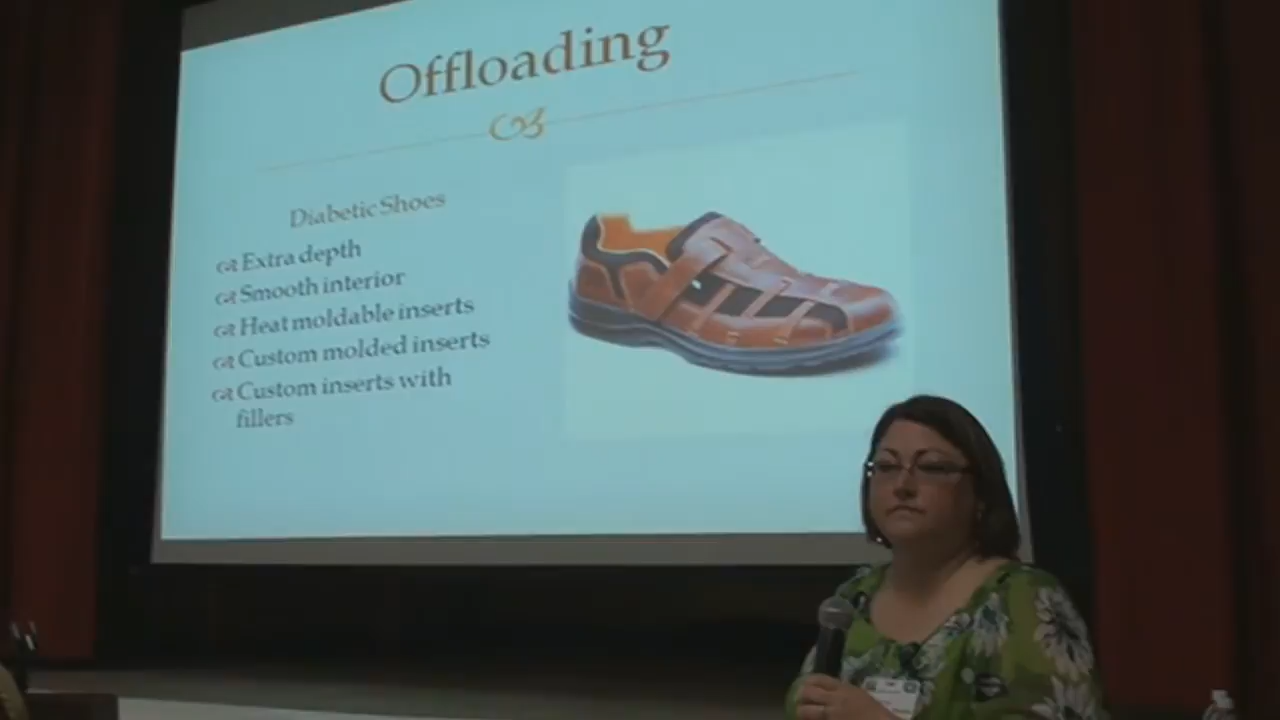 Offloading
Diabetic Shoes
Extra depth
Smooth interior
Heat moldable inserts
Custom molded inserts
Custom inserts with
fillers